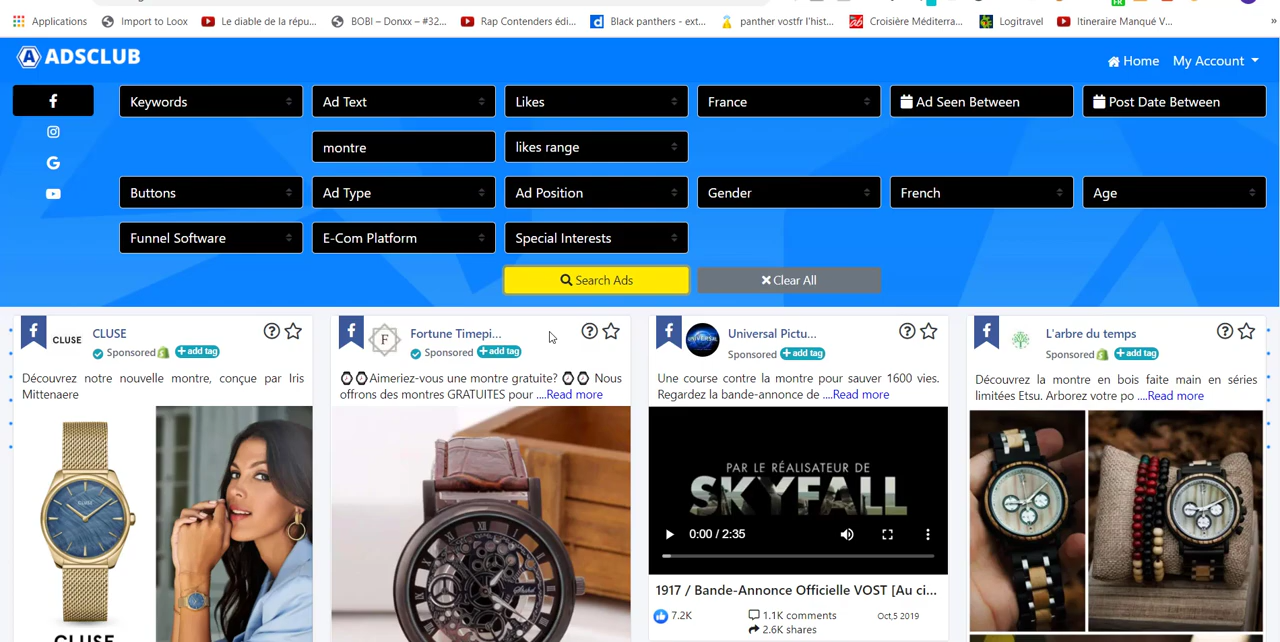 Applications
Import to Loox
Le diable de la répu...
BOBI – Donxx – #32...
Rap Contenders édi...
Black panthers - ext...
panther vostfr l'hist...
Croisière Méditerra...
Logitravel
Itineraire Manqué V...
»
FR
ADSCLUB
Home
My Account
Keywords
Ad Text
Likes
France
Ad Seen Between
Post Date Between
montre
likes range
Buttons
Ad Type
Ad Position
Gender
French
Age
Funnel Software
E-Com Platform
Special Interests
Search Ads
Clear All
CLUSE
CLUSE
Sponsored
+ add tag
Découvrez notre nouvelle montre, conçue par Iris
Mittenaere
CLUSE
F
Fortune Timepi...
Sponsored
+ add tag
Aimeriez-vous une montre gratuite? Nous
offrons des montres GRATUITES pour ....Read more
UNIVERSAL
Universal Pictu...
Sponsored
+ add tag
Une course contre la montre pour sauver 1600 vies.
Regardez la bande-annonce de ....Read more
PAR LE RÉALISATEUR DE
SKYFALL
0:00 / 2:35
1917 / Bande-Annonce Officielle VOST [Au ci...
7.2K
1.1K comments
2.6K shares
Oct,5 2019
L'arbre du temps
Sponsored
+ add tag
Découvrez la montre en bois faite main en séries
limitées Etsu. Arborez votre po ....Read more